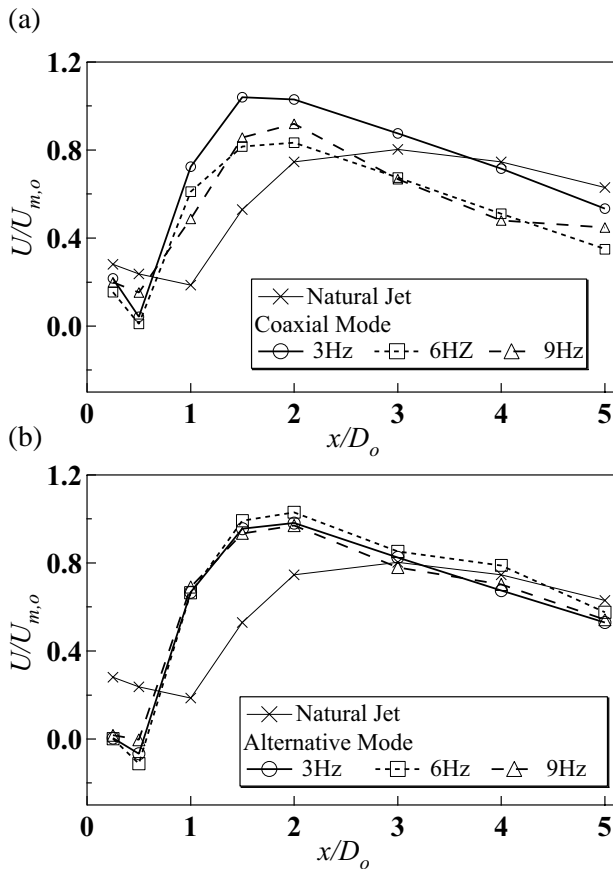 (a)
1.2
0.8
0.4
0.0
U/U_{m,o}
Natural Jet
Coaxial Mode
3Hz 6HZ 9Hz
0 1 2 3 4 5
x/D_o
(b)
1.2
0.8
0.4
0.0
U/U_{m,o}
Natural Jet
Alternative Mode
3Hz 6Hz 9Hz
0 1 2 3 4 5
x/D_o